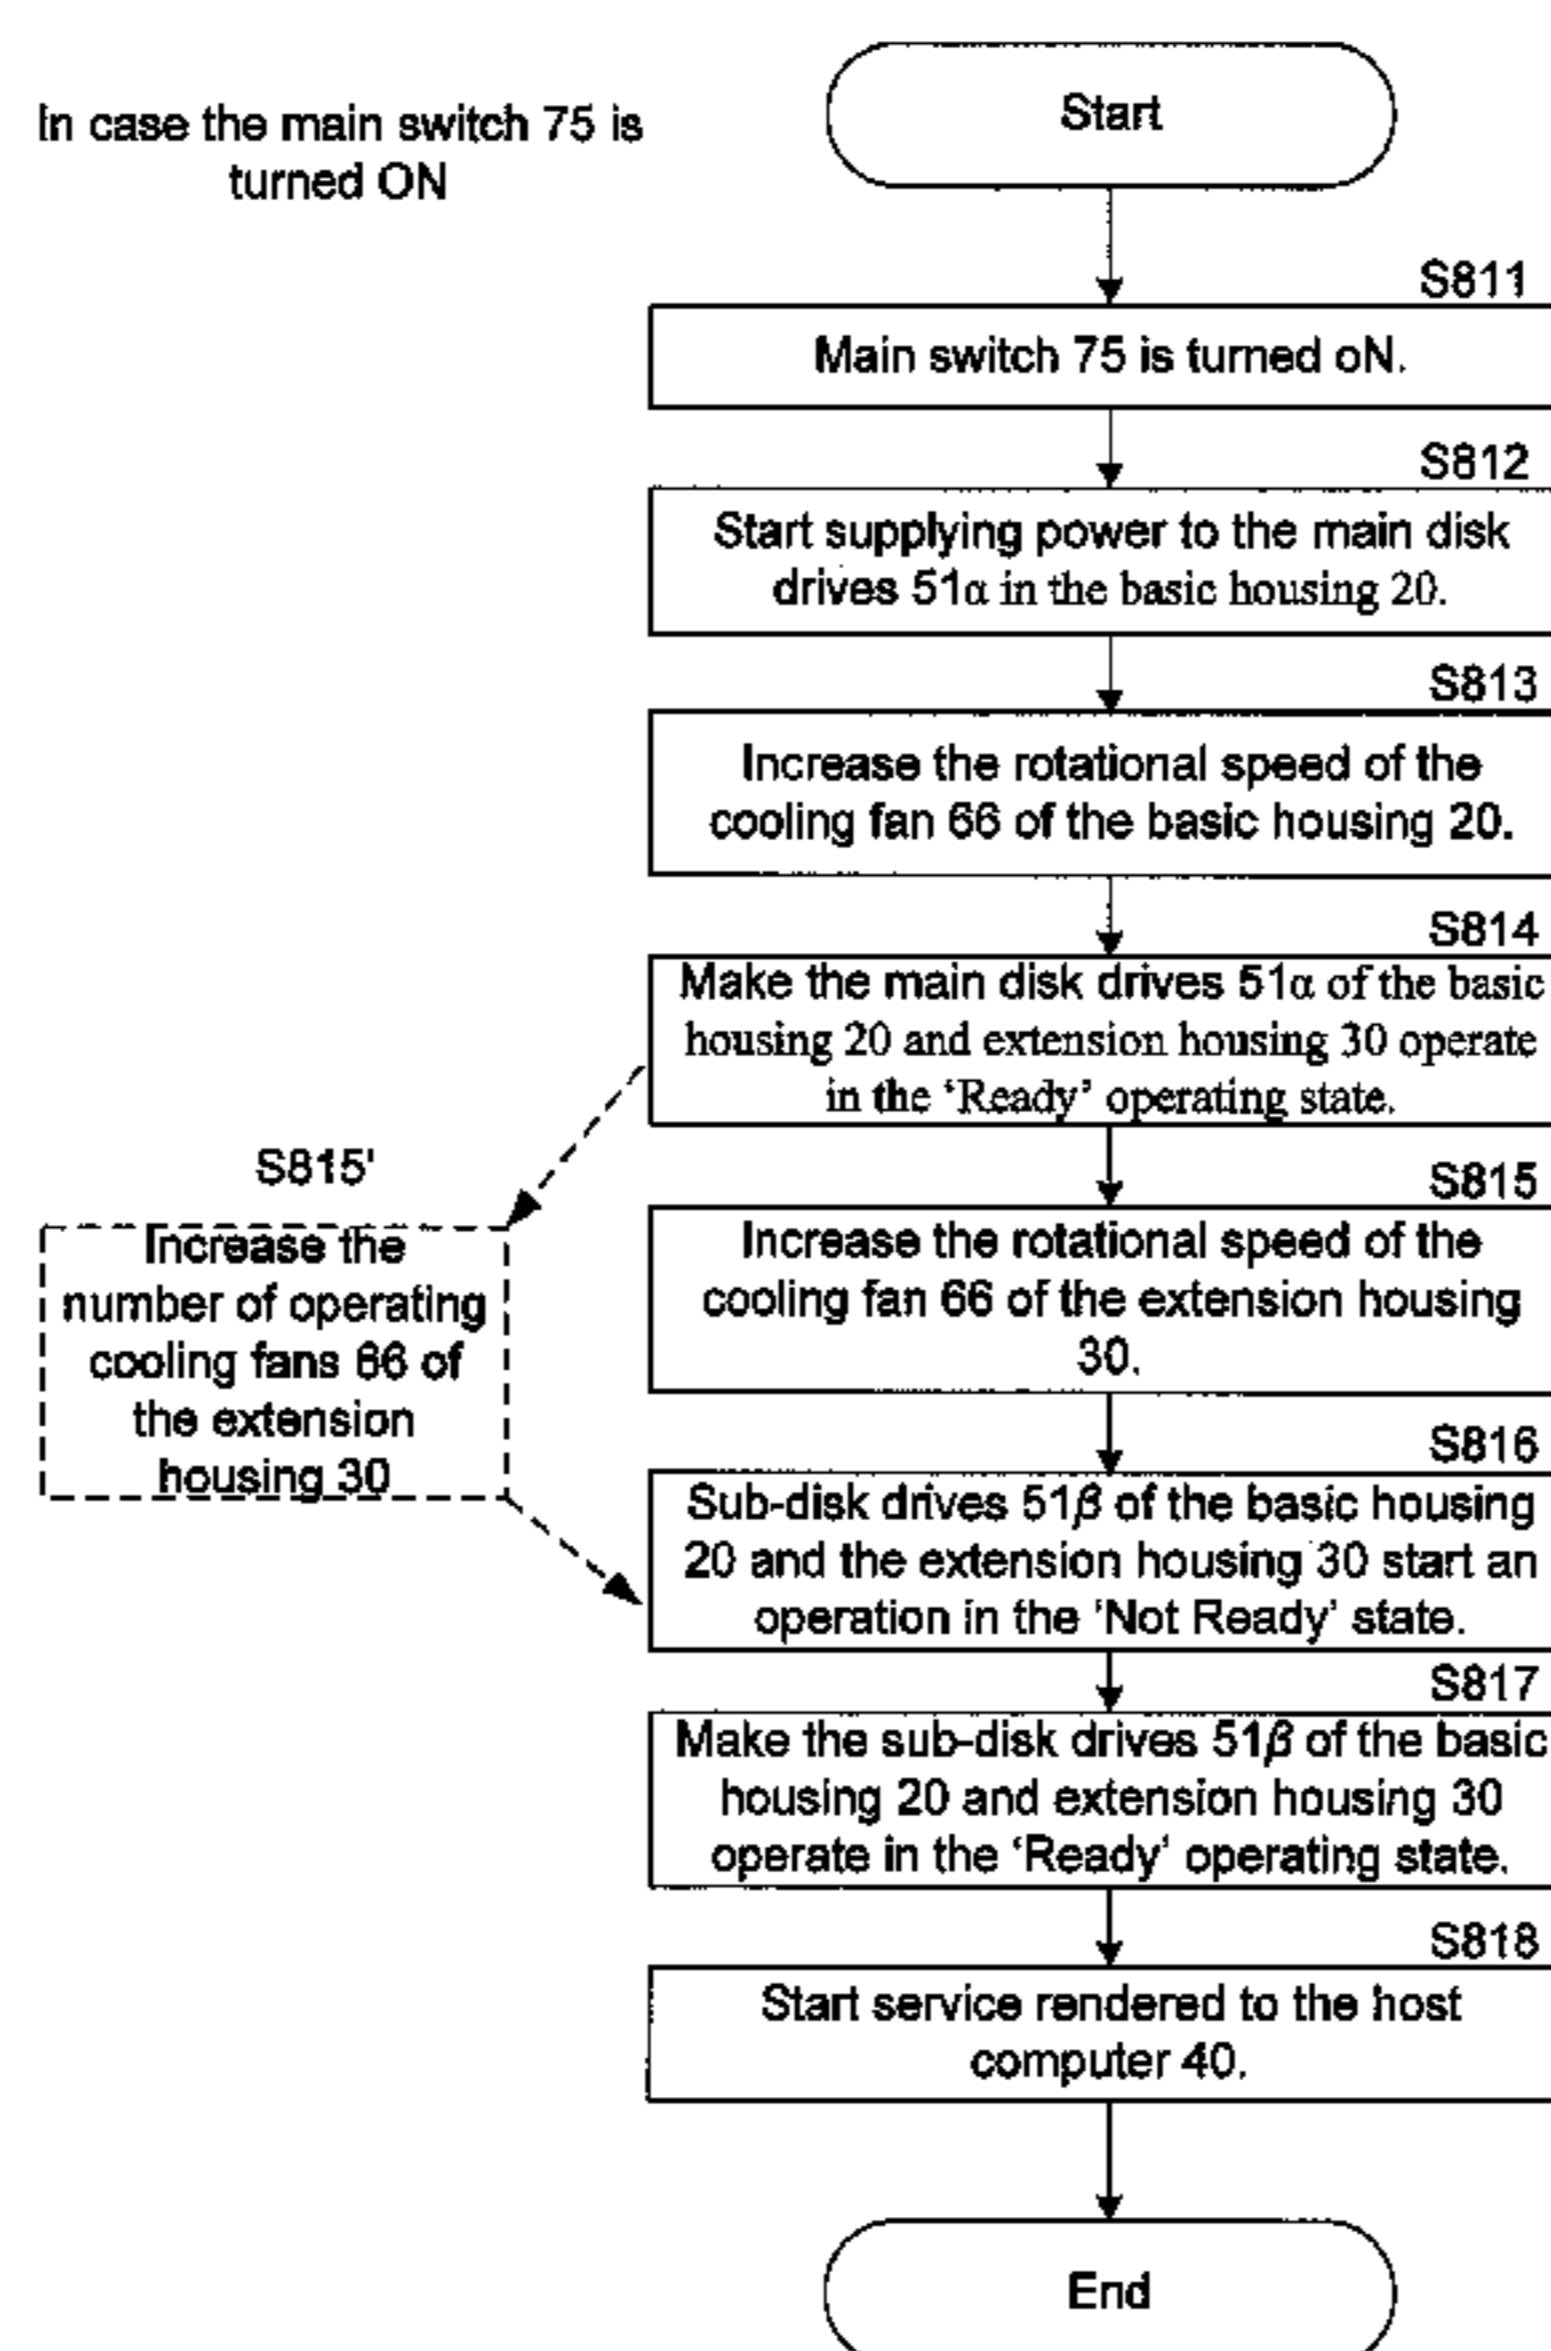 In case the main switch 75 is
turned ON
Start
S811
Main switch 75 is turned oN.
S812
Start supplying power to the main disk
drives 51α in the basic housing 20.
S813
Increase the rotational speed of the
cooling fan 66 of the basic housing 20.
S814
Make the main disk drives 51α of the basic
housing 20 and extension housing 30 operate
in the ‘Ready’ operating state.
S815'
Increase the
number of operating
cooling fans 66 of
the extension
housing 30
S815
Increase the rotational speed of the
cooling fan 66 of the extension housing
30.
S816
Sub-disk drives 51β of the basic housing
20 and the extension housing 30 start an
operation in the ‘Not Ready’ state.
S817
Make the sub-disk drives 51β of the basic
housing 20 and extension housing 30
operate in the ‘Ready’ operating state.
S818
Start service rendered to the host
computer 40.
End